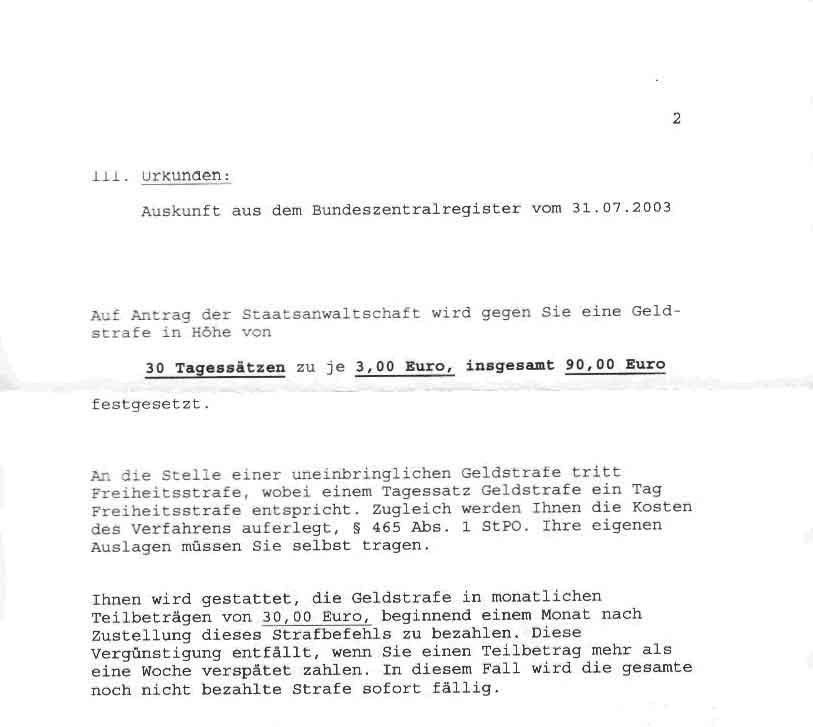 2
III. Urkunden:
Auskunft aus dem Bundeszentralregister vom 31.07.2003
Auf Antrag der Staatsanwaltschaft wird gegen Sie eine Geld-
strafe in Höhe von
30 Tagessätzen zu je 3,00 Euro, insgesamt 90,00 Euro
festgesetzt.
An die Stelle einer uneinbringlichen Geldstrafe tritt
Freiheitsstrafe, wobei einem Tagessatz Geldstrafe ein Tag
Freiheitsstrafe entspricht. Zugleich werden Ihnen die Kosten
des Verfahrens auferlegt, § 465 Abs. 1 StPO. Ihre eigenen
Auslagen müssen Sie selbst tragen.
Ihnen wird gestattet, die Geldstrafe in monatlichen
Teilbeträgen von 30,00 Euro, beginnend einem Monat nach
Zustellung dieses Strafbefehls zu bezahlen. Diese
Vergünstigung entfällt, wenn Sie einen Teilbetrag mehr als
eine Woche verspätet zahlen. In diesem Fall wird die gesamte
noch nicht bezahlte Strafe sofort fällig.